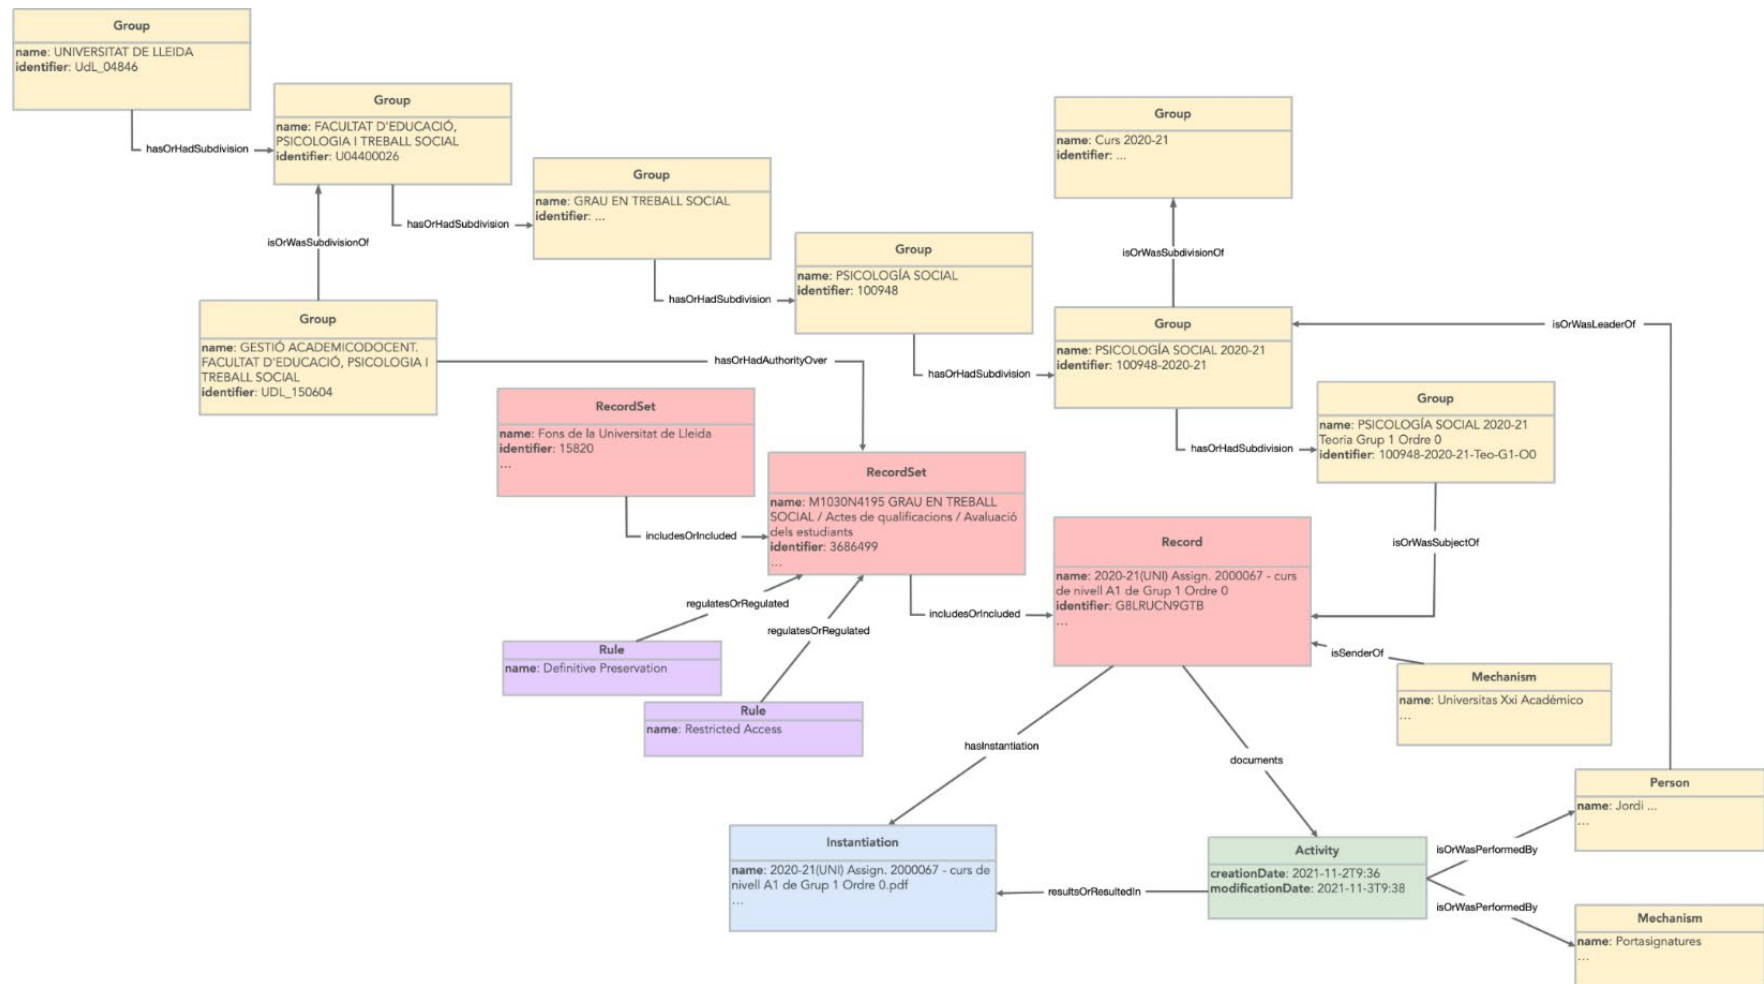 Group
name: UNIVERSITAT DE LLEIDA
identifier: UdL_04846
hasOrHadSubdivision
Group
name: FACULTAT D'EDUCACIÓ,
PSICOLOGIA I TREBALL SOCIAL
identifier: U04400026
isOrWasSubdivisionOf
hasOrHadSubdivision
Group
name: GRAU EN TREBALL SOCIAL
identifier: ...
hasOrHadSubdivision
Group
name: PSICOLOGÍA SOCIAL
identifier: 100948
hasOrHadSubdivision
Group
name: Curs 2020-21
identifier: ...
isOrWasSubdivisionOf
Group
name: PSICOLOGÍA SOCIAL 2020-21
identifier: 100948-2020-21
isOrWasLeaderOf
hasOrHadSubdivision
Group
name: PSICOLOGÍA SOCIAL 2020-21
Teoria Grup 1 Ordre 0
identifier: 100948-2020-21-Teo-G1-O0
isOrWasSubjectOf
Group
name: GESTIÓ ACADEMICODOCENT.
FACULTAT D'EDUCACIÓ, PSICOLOGIA I
TREBALL SOCIAL
identifier: UDL_150604
hasOrHadAuthorityOver
RecordSet
name: Fons de la Universitat de Lleida
identifier: 15820
...
includesOrIncluded
RecordSet
name: M1030N4195 GRAU EN TREBALL
SOCIAL / Actes de qualificacions / Avaluació
dels estudiants
identifier: 3686499
...
regulatesOrRegulated
regulatesOrRegulated
includesOrIncluded
Rule
name: Definitive Preservation
Rule
name: Restricted Access
Record
name: 2020-21(UNI) Assign. 2000067 - curs
de nivell A1 de Grup 1 Ordre 0
identifier: G8LRUCN9GTB
...
isSenderOf
Mechanism
name: Universitas Xxi Académico
...
hasInstantiation
documents
Instantiation
name: 2020-21(UNI) Assign. 2000067 - curs de
nivell A1 de Grup 1 Ordre 0.pdf
...
resultsOrResultedIn
Activity
creationDate: 2021-11-2T9:36
modificationDate: 2021-11-3T9:38
isOrWasPerformedBy
isOrWasPerformedBy
Person
name: Jordi ...
...
Mechanism
name: Portasignatures
...